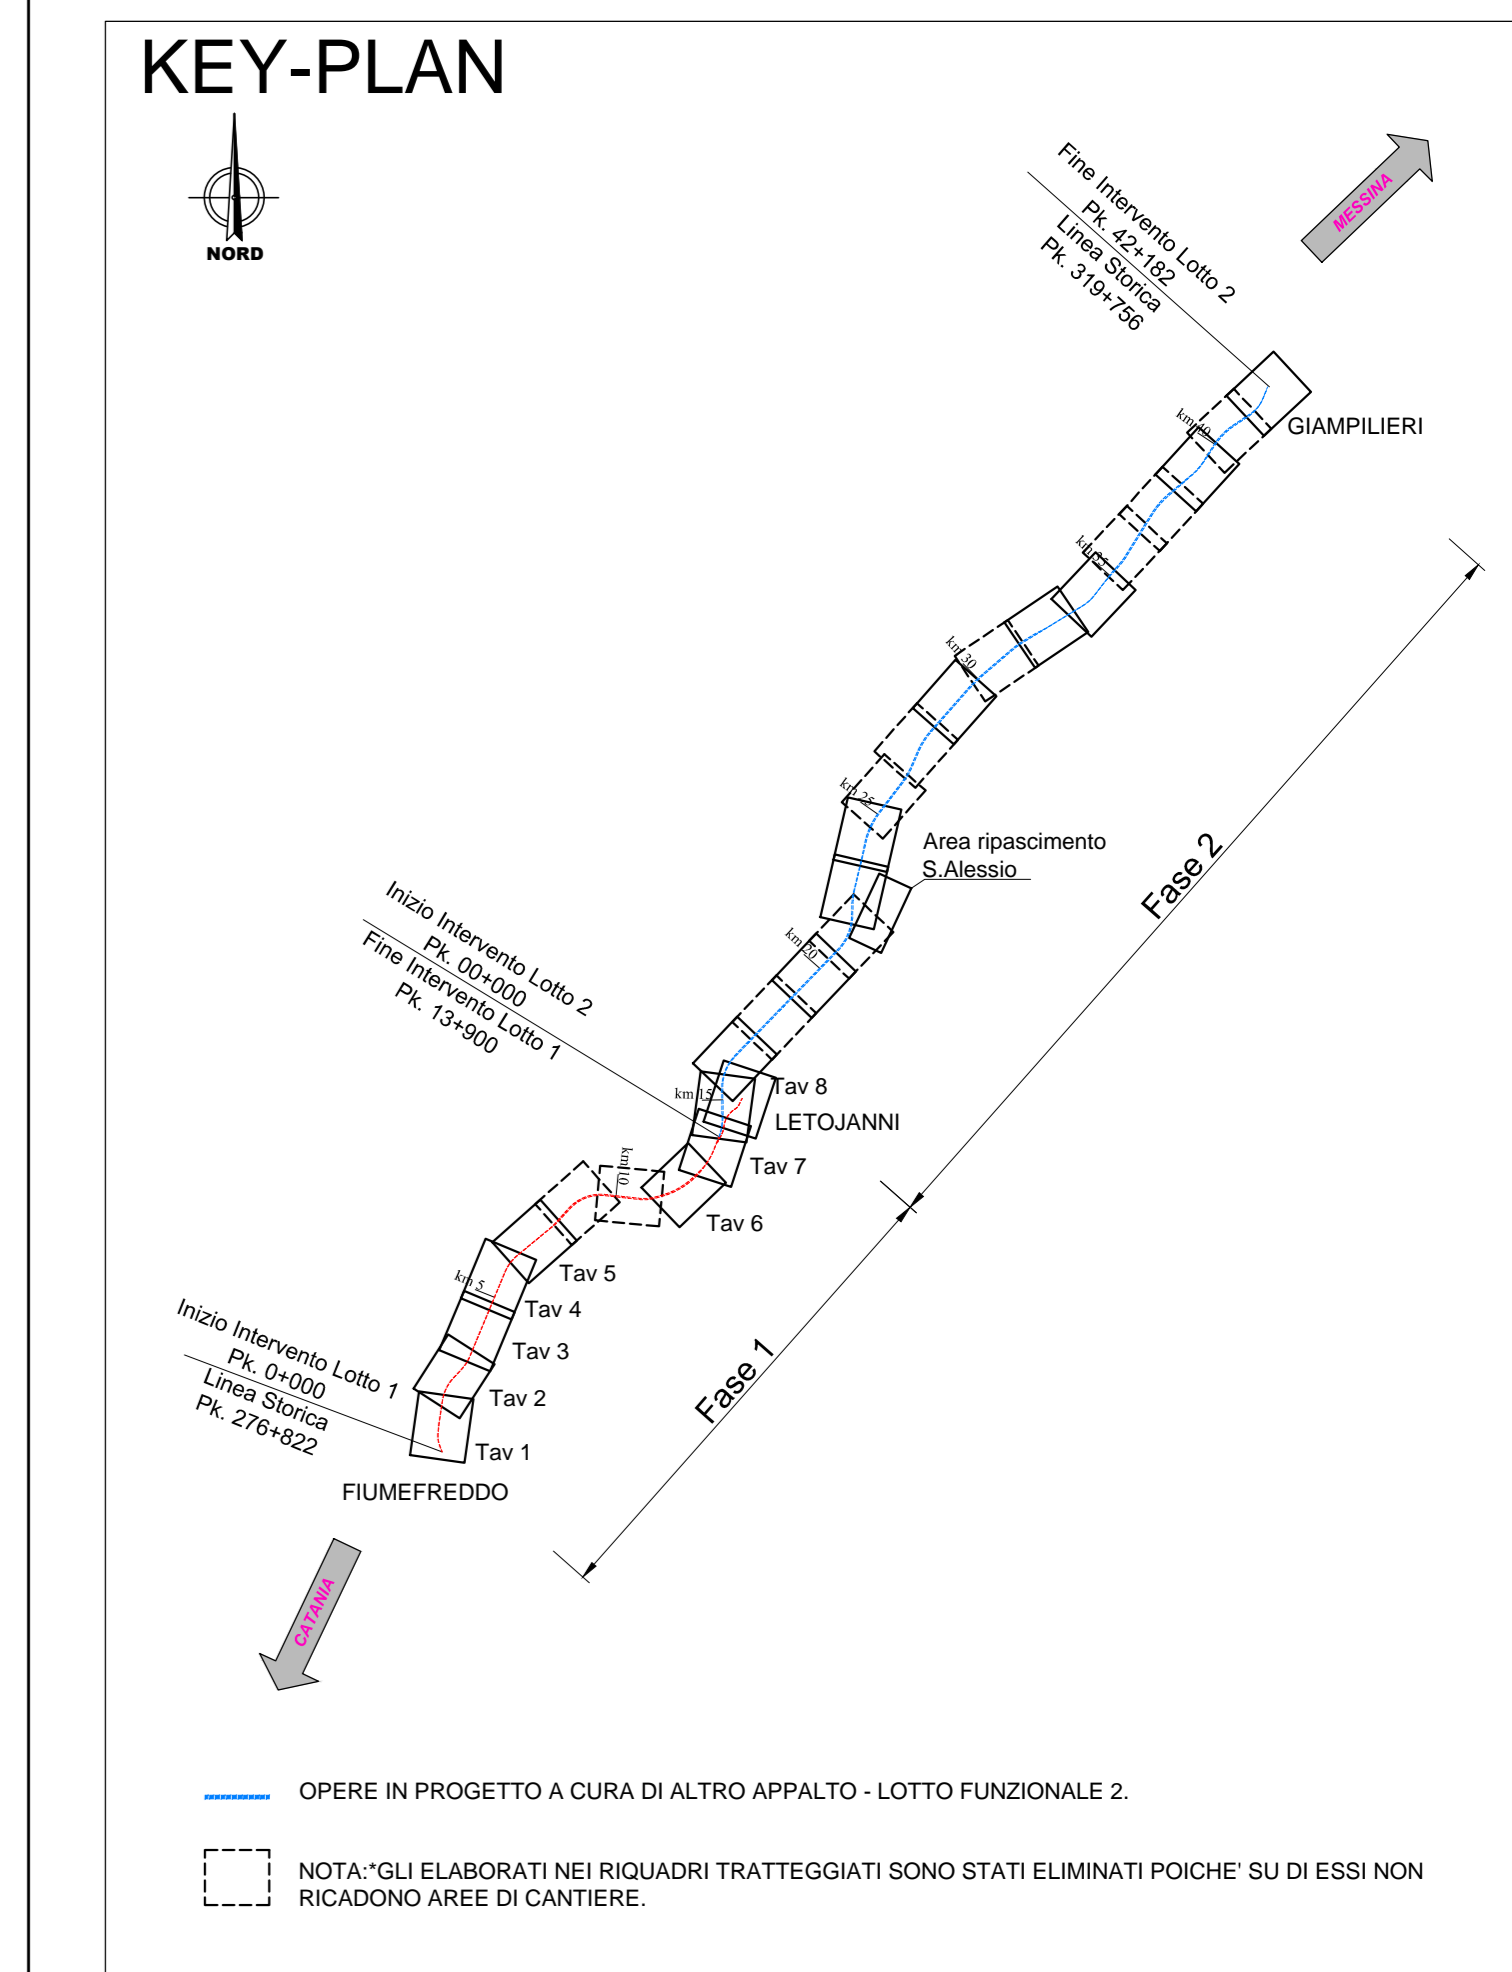 KEY-PLAN
NORD
MESSINA
Fine Intervento Lotto 2
Pk. 42+182
Linea Storica
Pk. 319+756
km 40
GIAMPILIERI
km 35
km 30
km 25
Area ripascimento
S.Alessio
Fase 2
Inizio Intervento Lotto 2
Pk. 00+000
Fine Intervento Lotto 1
Pk. 13+900
km 20
km 15
Tav 8
LETOJANNI
Tav 7
km 10
Tav 6
Tav 5
km 5
Tav 4
Tav 3
Fase 1
Inizio Intervento Lotto 1
Pk. 0+000
Linea Storica
Pk. 276+822
Tav 2
Tav 1
FIUMEFREDDO
CATANIA
OPERE IN PROGETTO A CURA DI ALTRO APPALTO - LOTTO FUNZIONALE 2.
NOTA:*GLI ELABORATI NEI RIQUADRI TRATTEGGIATI SONO STATI ELIMINATI POICHE' SU DI ESSI NON
RICADONO AREE DI CANTIERE.